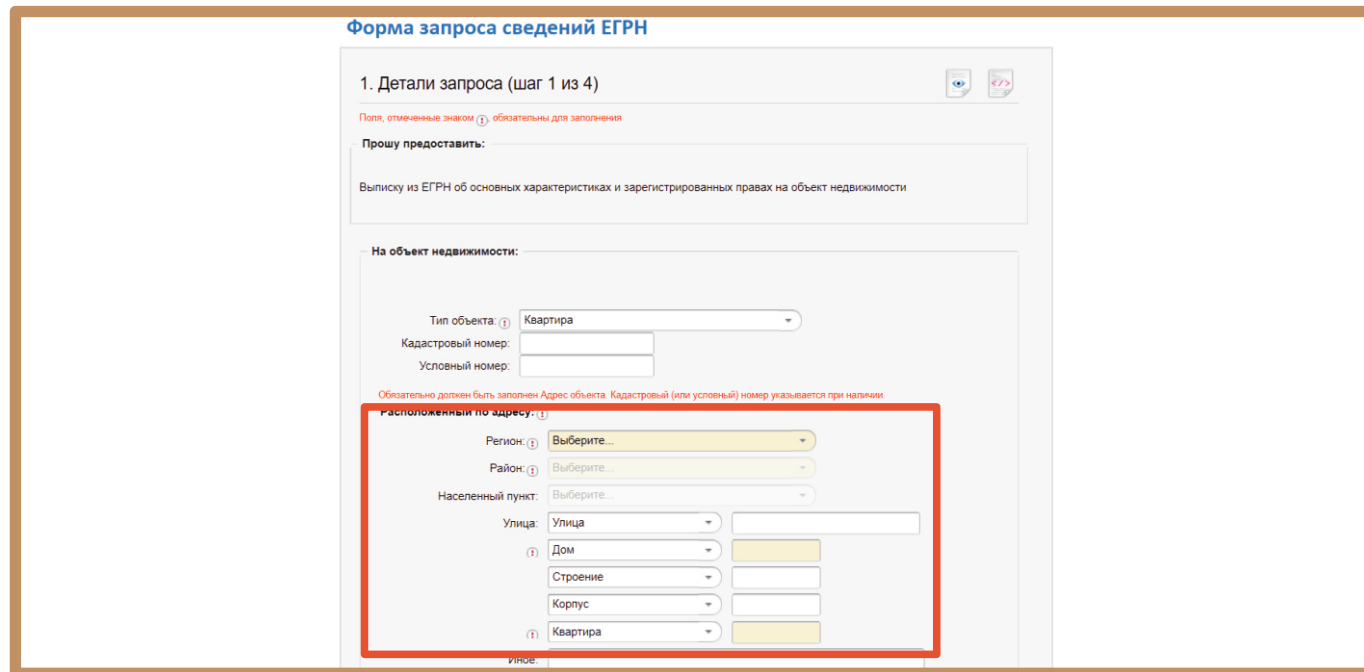 Форма запроса сведений ЕГРН
1. Детали запроса (шаг 1 из 4)
Поля, отмеченные знаком (!), обязательны для заполнения
Прошу предоставить:
Выписку из ЕГРН об основных характеристиках и зарегистрированных правах на объект недвижимости
На объект недвижимости:
Тип объекта: (!) Квартира
Кадастровый номер:
Условный номер:
Обязательно должен быть заполнен Адрес объекта. Кадастровый (или условный) номер указывается при наличии.
Расположенный по адресу: (!)
Регион: (!) Выберите...
Район: (!) Выберите...
Населенный пункт: Выберите...
Улица: Улица
(!) Дом
Строение
Корпус
(!) Квартира
Иное: